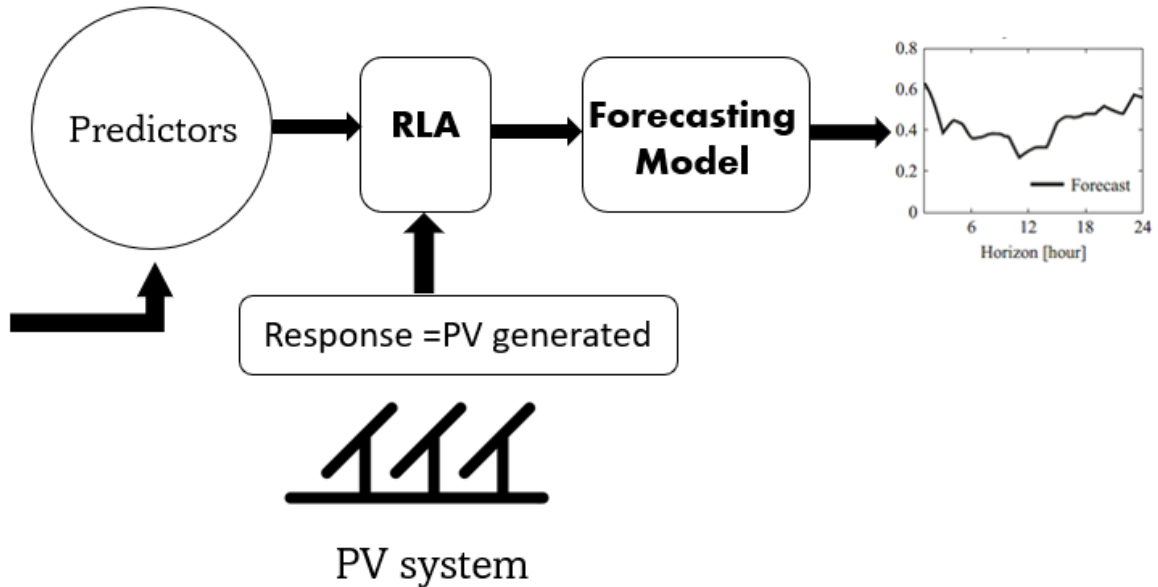 Predictors
RLA
Forecasting
Model
0.8
0.6
0.4
0.2
0
Forecast
6
12
18
24
Horizon [hour]
Response =PV generated
PV system